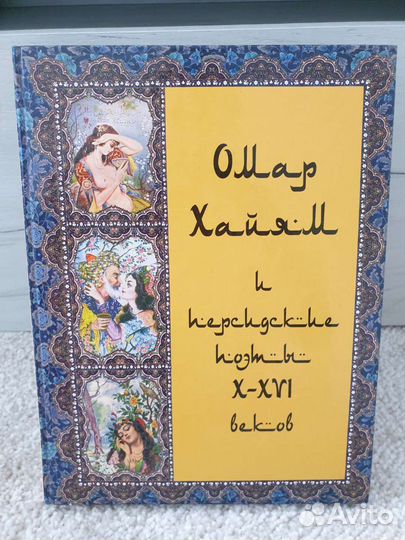 Омар
Хайям
и
персидские
поэты
X-XVI
веков
Avito